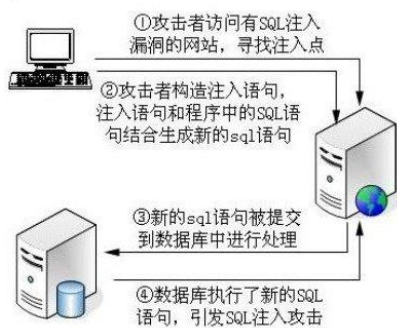 ①攻击者访问有SQL注入
漏洞的网站，寻找注入点
②攻击者构造注入语句，
注入语句和程序中的SQL语
句结合生成新的sql语句
③新的sql语句被提交
到数据库中进行处理
④数据库执行了新的SQL
语句，引发SQL注入攻击